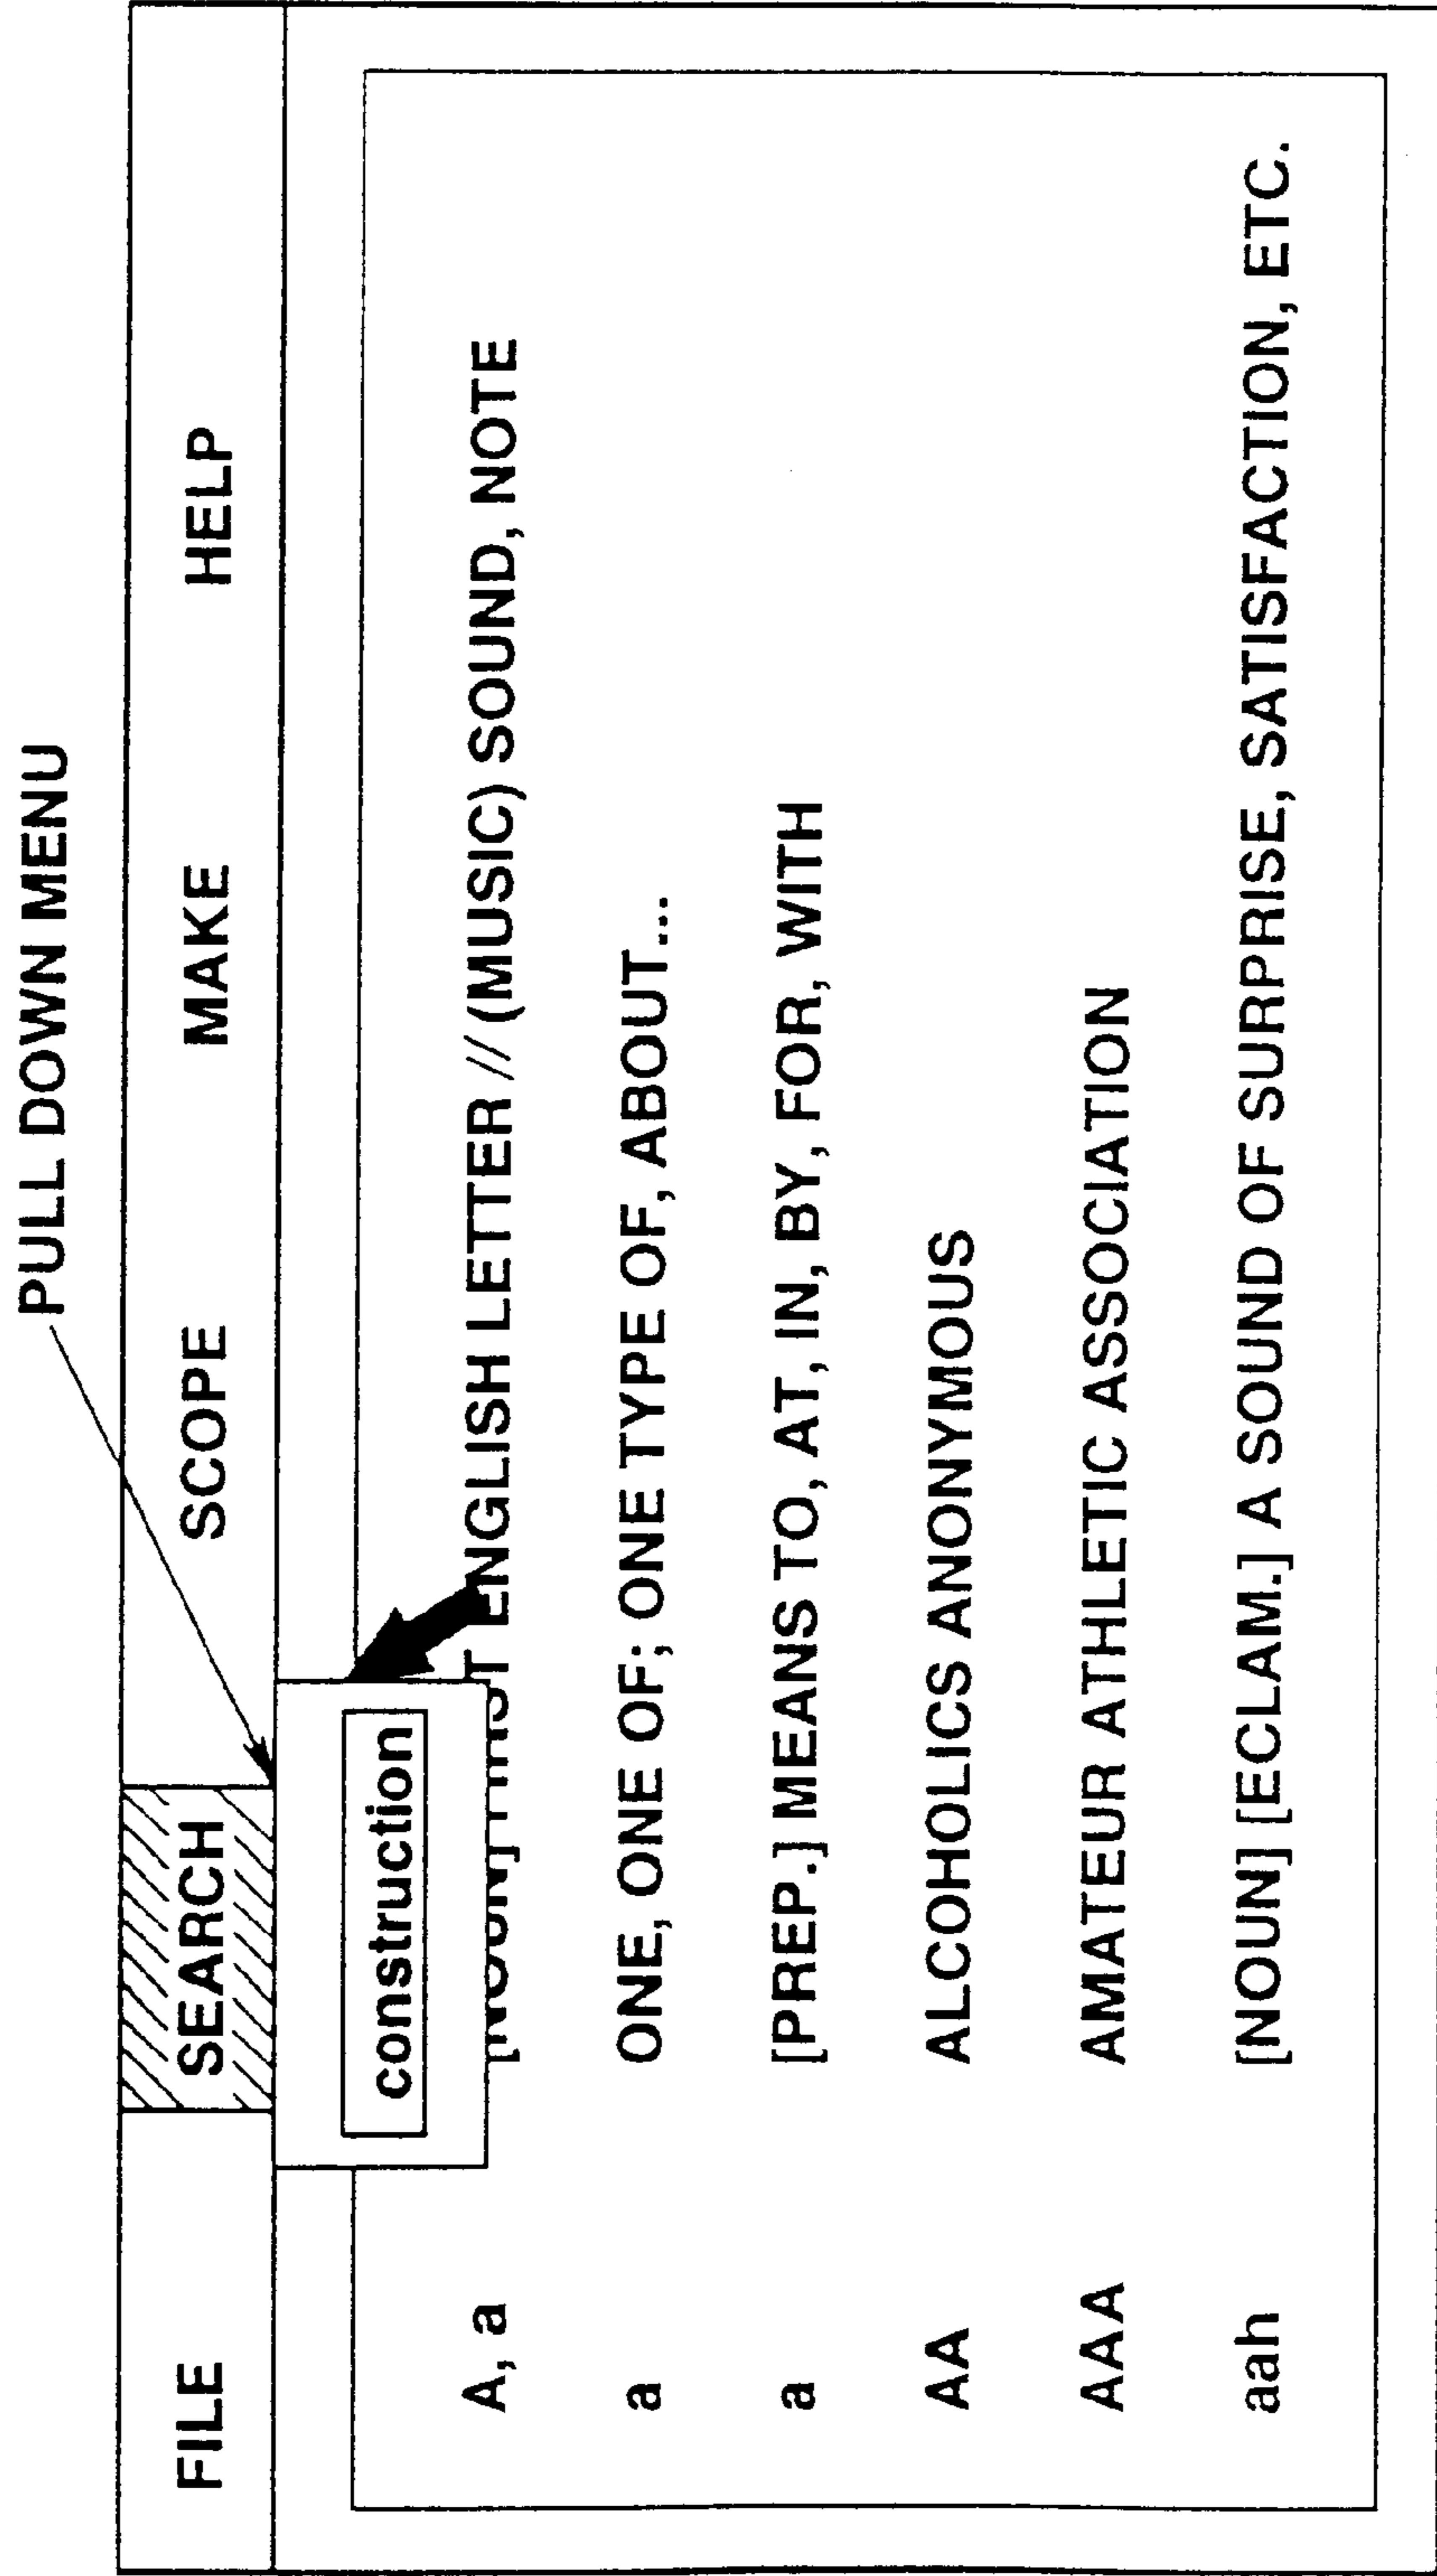 PULL DOWN MENU
FILE SEARCH SCOPE MAKE HELP
construction
A, a ENGLISH LETTER // (MUSIC) SOUND, NOTE
a ONE, ONE OF; ONE TYPE OF, ABOUT...
a [PREP.] MEANS TO, AT, IN, BY, FOR, WITH
AA ALCOHOLICS ANONYMOUS
AAA AMATEUR ATHLETIC ASSOCIATION
aah [NOUN] [ECLAM.] A SOUND OF SURPRISE, SATISFACTION, ETC.